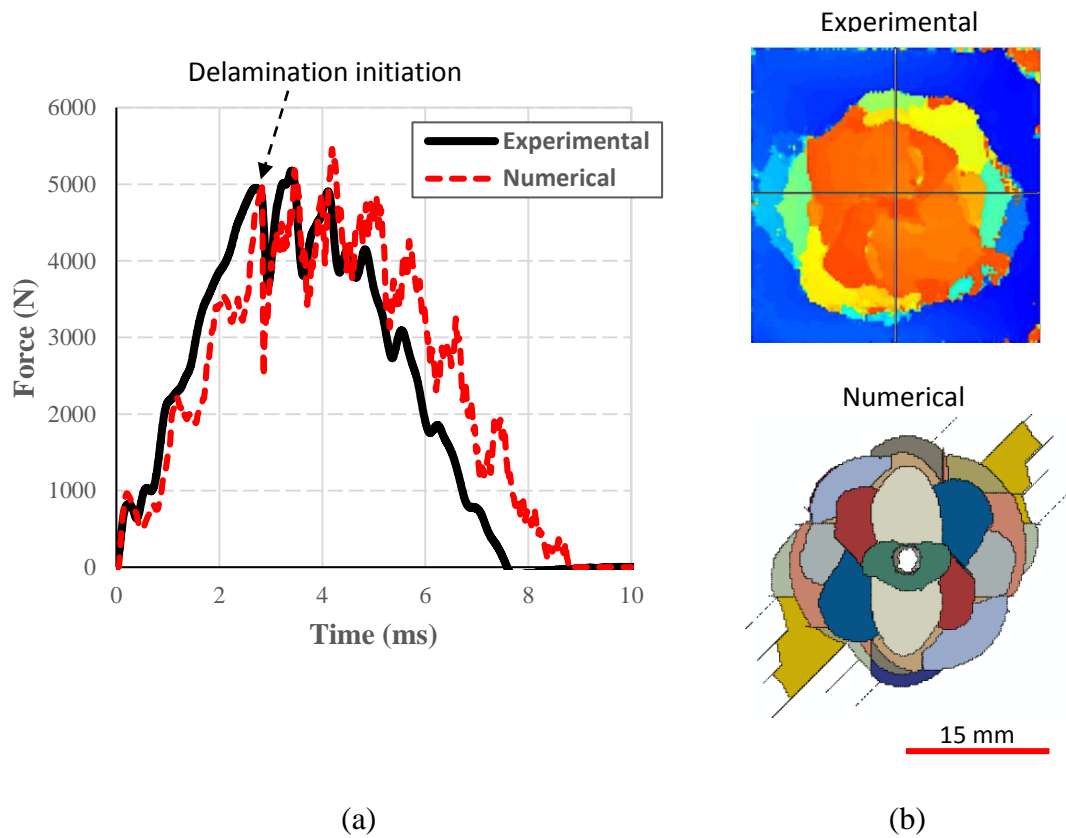 Delamination initiation
6000
5000
4000
3000
2000
1000
0
Force (N)
Experimental
Numerical
0 2 4 6 8 10
Time (ms)
(a)
Experimental
Numerical
15 mm
(b)